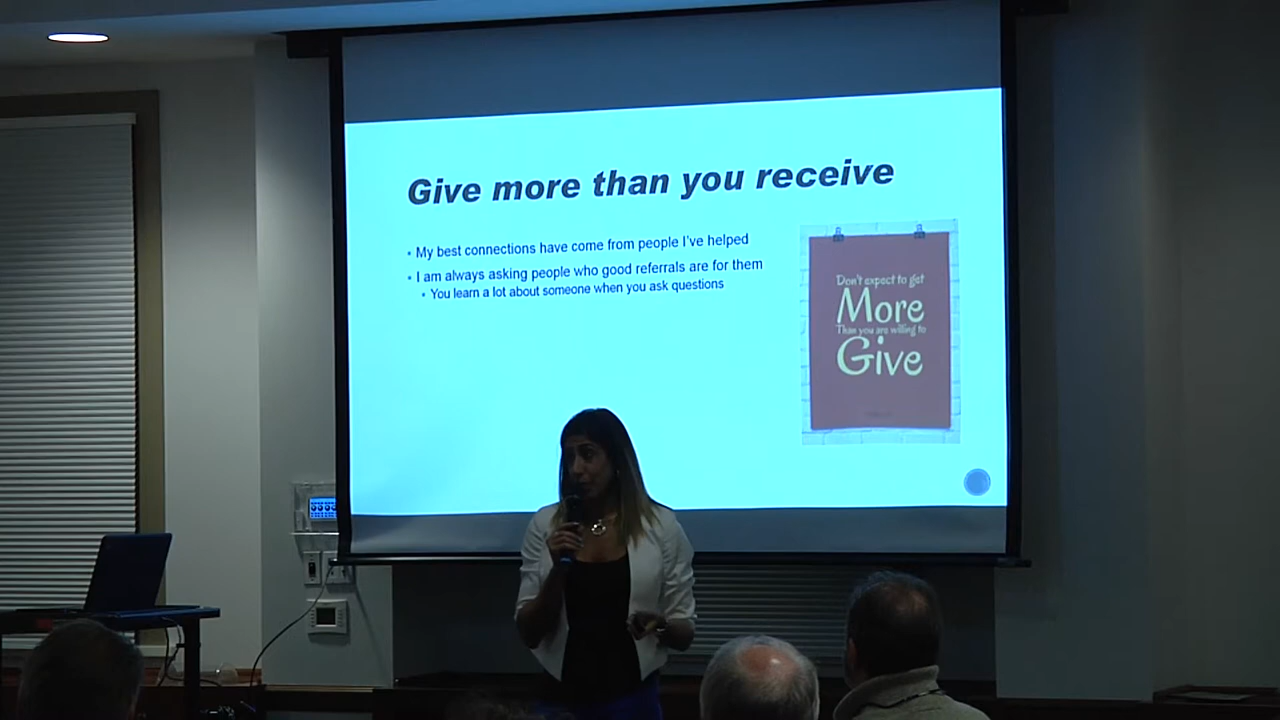 Give more than you receive
My best connections have come from people I've helped
I am always asking people who good referrals are for them
You learn a lot about someone when you ask questions
Don't expect to get
More
Than you are willing to
Give